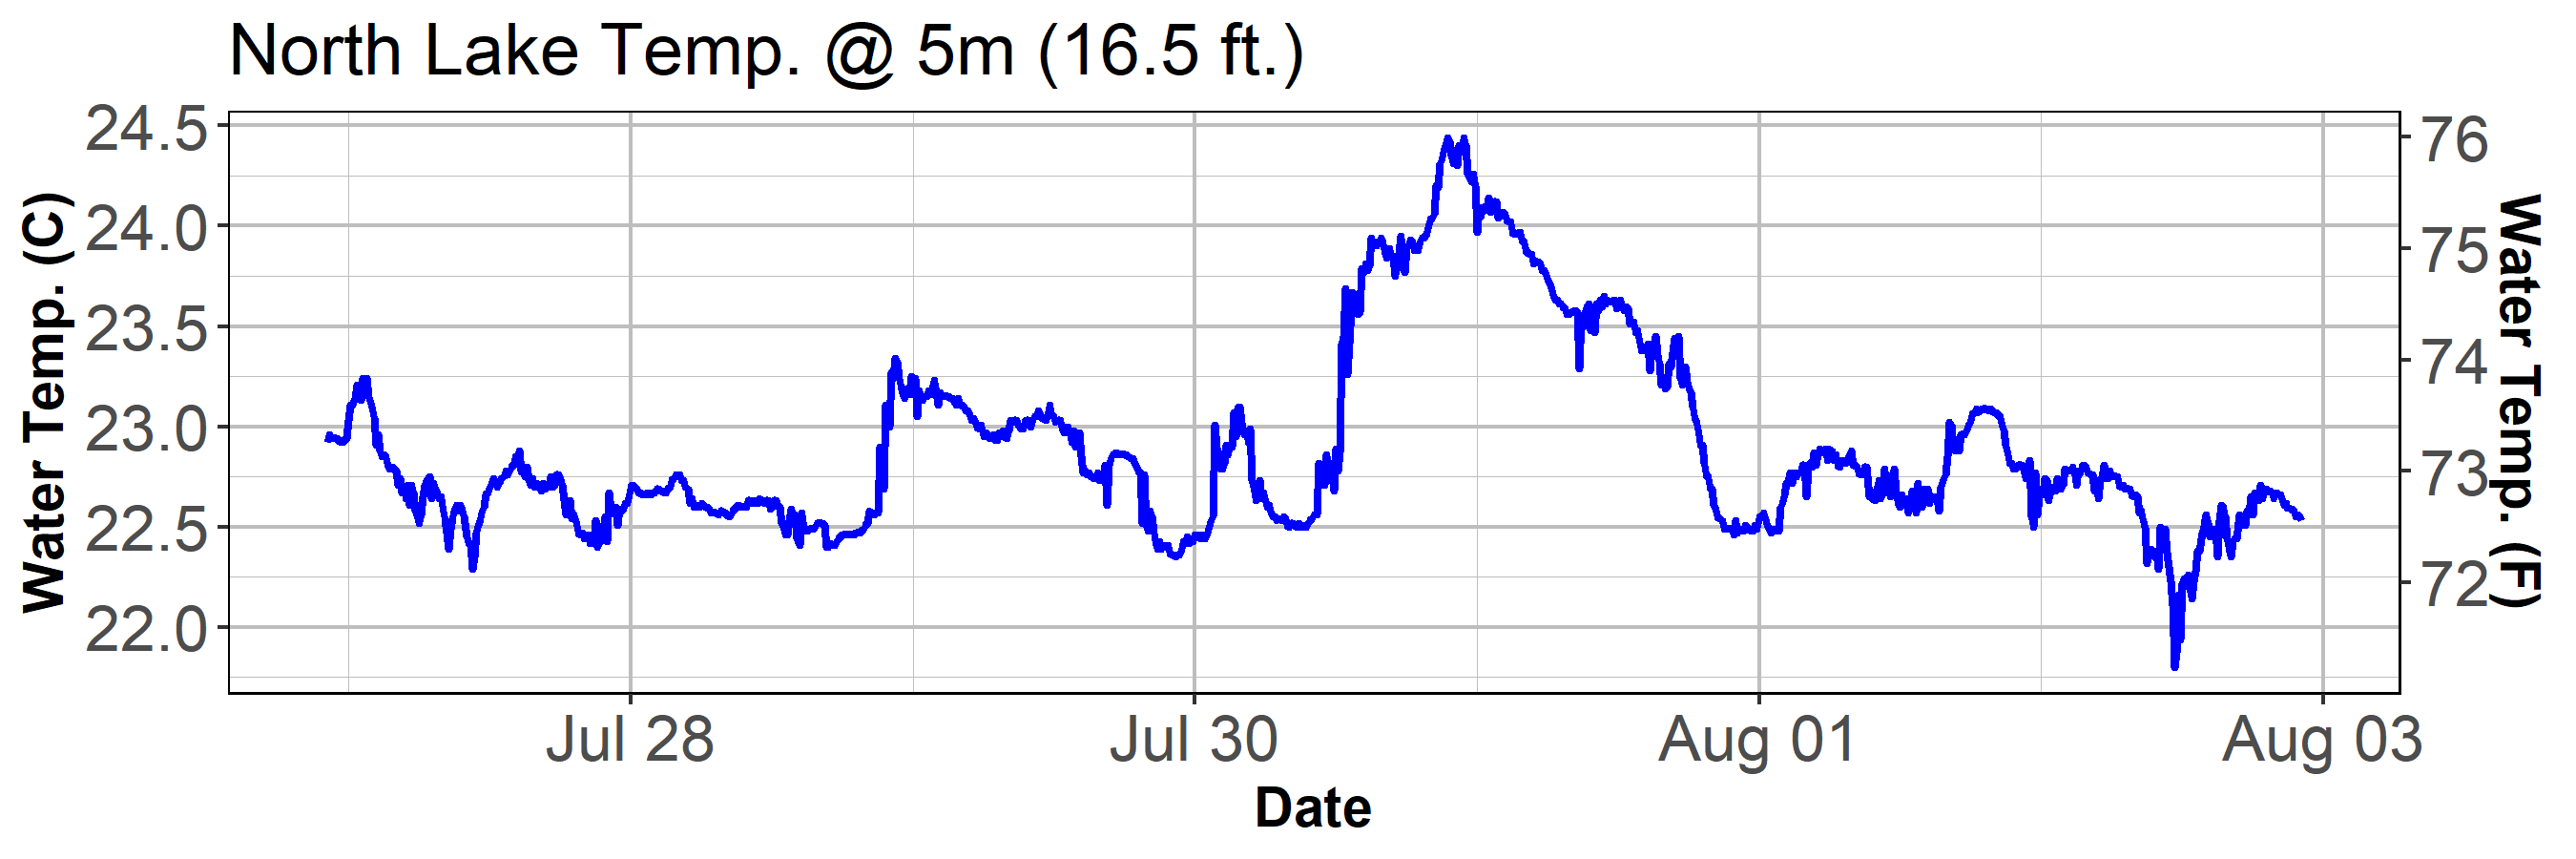 North Lake Temp. @ 5m (16.5 ft.)
Water Temp. (C)
24.5
24.0
23.5
23.0
22.5
22.0
76
75
74
73
72
Water Temp. (F)
Jul 28 Jul 30 Aug 01 Aug 03
Date